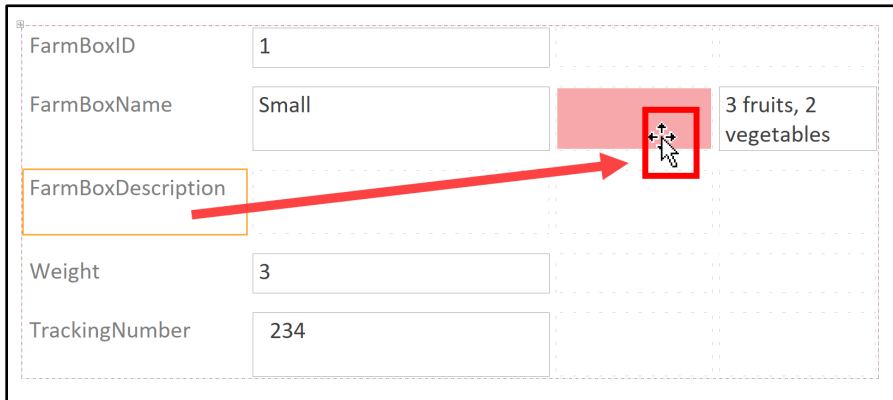 FarmBoxID 1
FarmBoxName Small 3 fruits, 2
vegetables
FarmBoxDescription
Weight 3
TrackingNumber 234